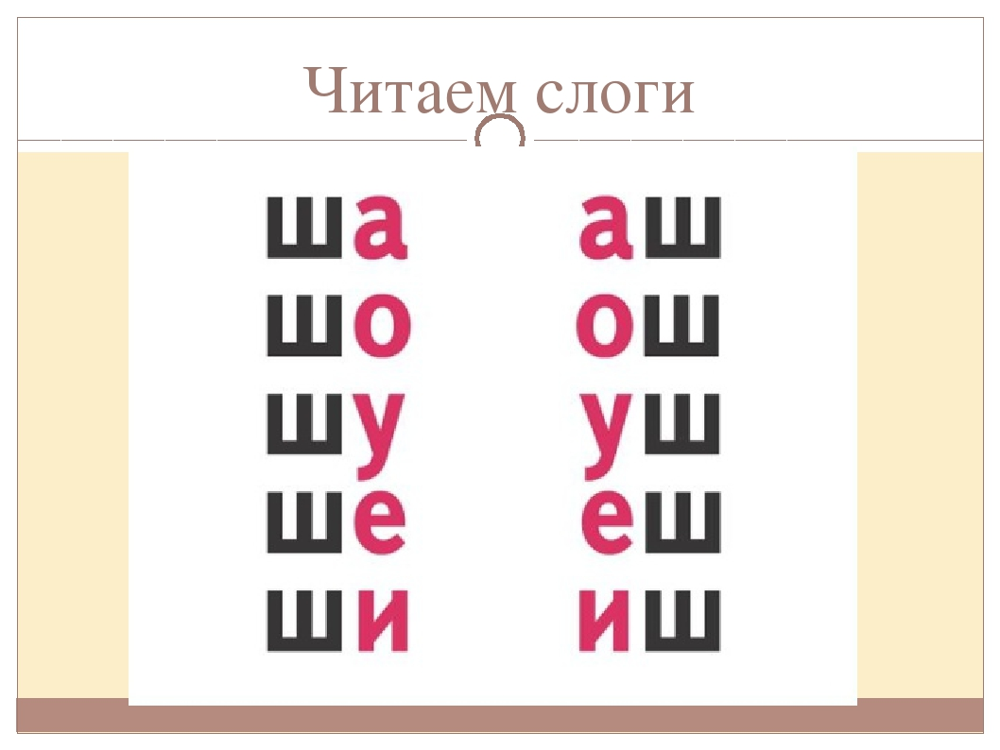 Читаем слоги
ша аш
шо ош
шу уш
ше еш
ши иш